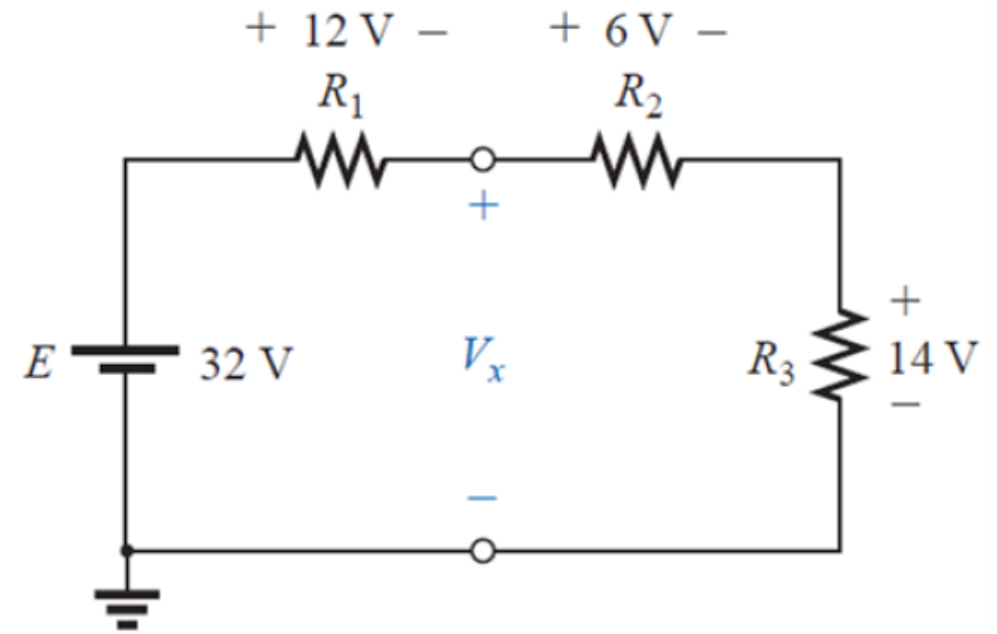 + 12 V − + 6 V −
R₁ R₂
+
+
E 32 V Vₓ R₃ 14 V
−
−